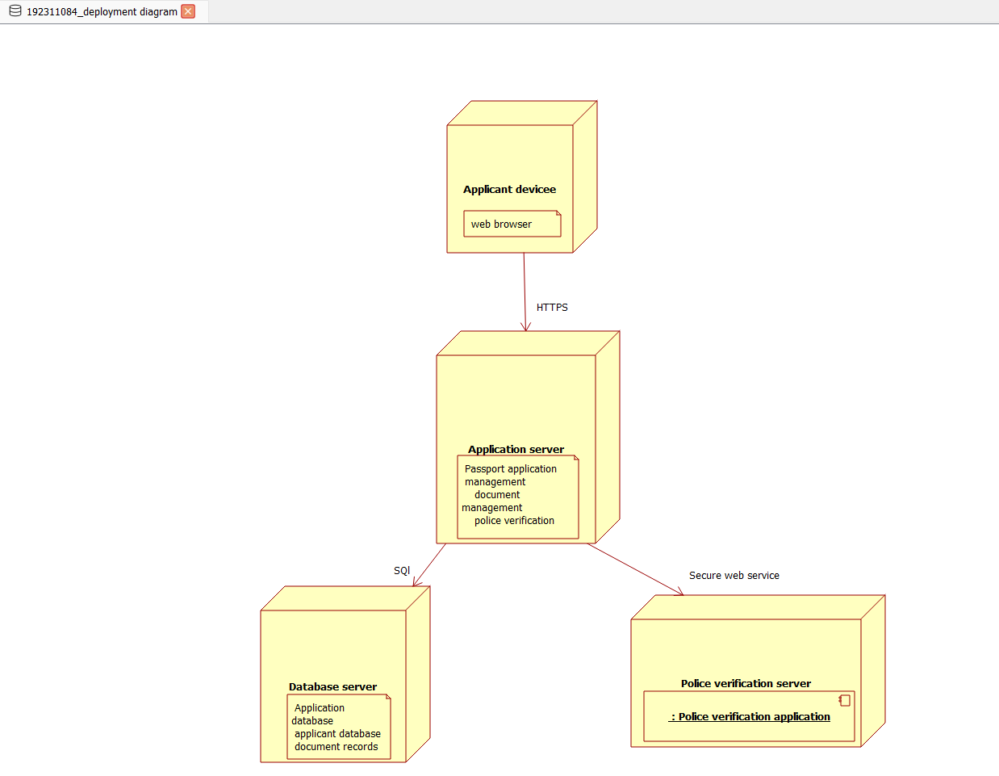 192311084_deployment diagram
Applicant devicee
web browser
HTTPS
Application server
Passport application
management
document
management
police verification
SQl
Secure web service
Database server
Application
database
applicant database
document records
Police verification server
: Police verification application